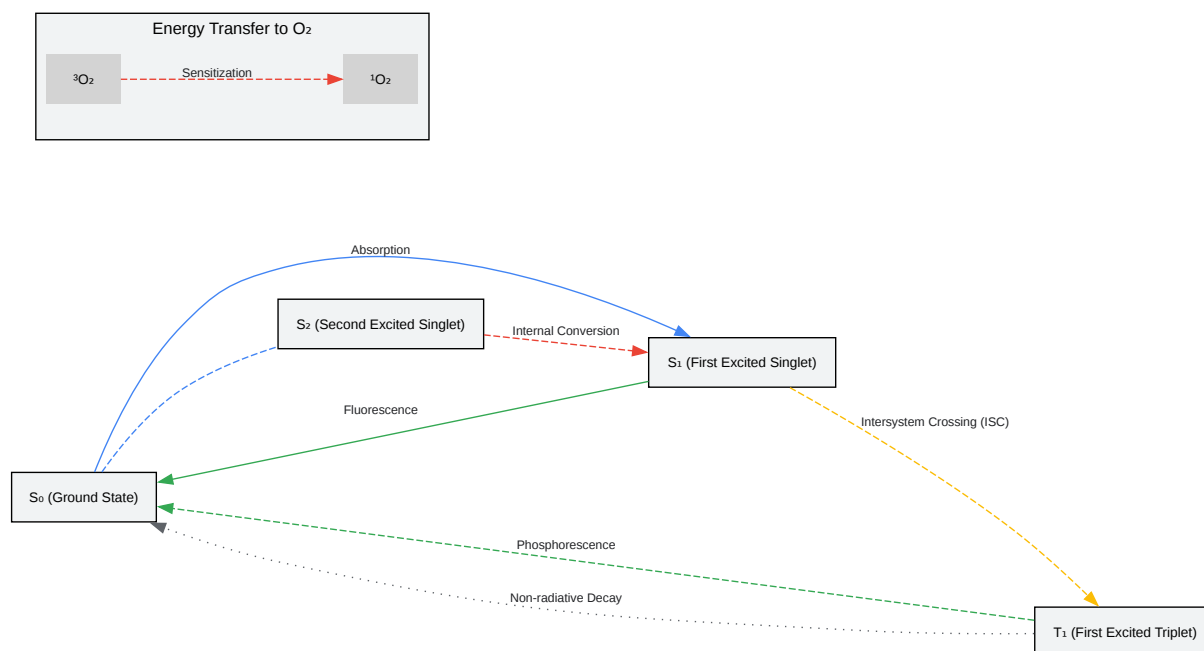 Energy Transfer to O₂
³O₂
Sensitization
¹O₂
Absorption
S₂ (Second Excited Singlet)
Internal Conversion
S₁ (First Excited Singlet)
Fluorescence
Intersystem Crossing (ISC)
S₀ (Ground State)
Phosphorescence
Non-radiative Decay
T₁ (First Excited Triplet)